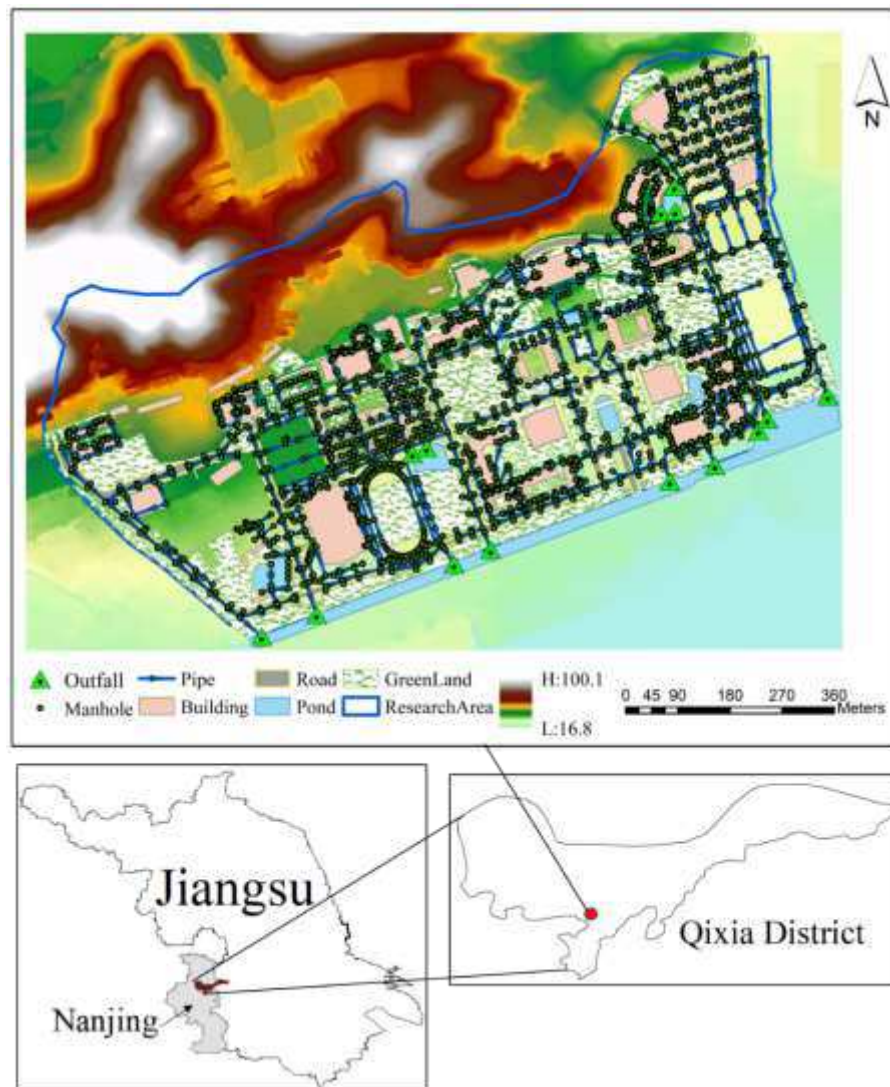 N
Outfall Pipe Road GreenLand H:100.1
Manhole Building Pond ResearchArea L:16.8
0 45 90 180 270 360
Meters
Jiangsu
Nanjing
Qixia District